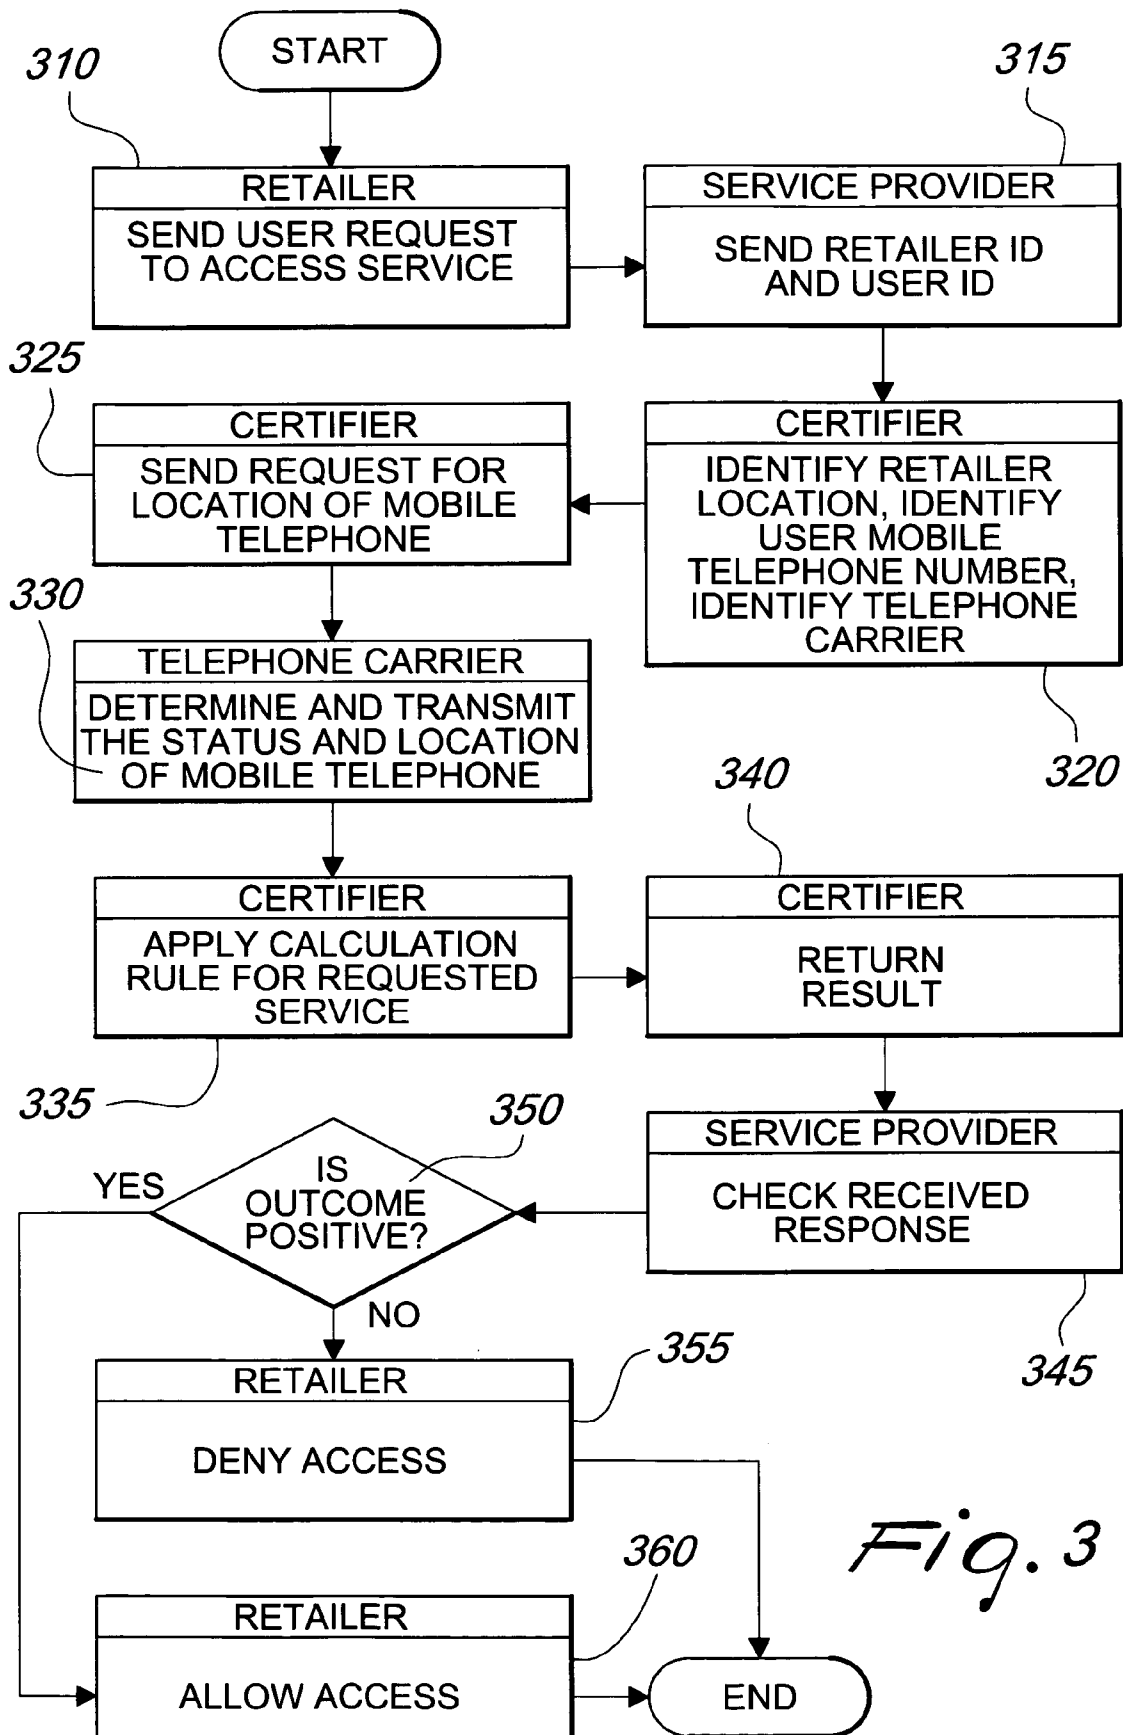 START
310
315
RETAILER
SEND USER REQUEST
TO ACCESS SERVICE
SERVICE PROVIDER
SEND RETAILER ID
AND USER ID
325
CERTIFIER
SEND REQUEST FOR
LOCATION OF MOBILE
TELEPHONE
CERTIFIER
IDENTIFY RETAILER
LOCATION, IDENTIFY
USER MOBILE
TELEPHONE NUMBER,
IDENTIFY TELEPHONE
CARRIER
330
TELEPHONE CARRIER
DETERMINE AND TRANSMIT
THE STATUS AND LOCATION
OF MOBILE TELEPHONE
320
340
CERTIFIER
APPLY CALCULATION
RULE FOR REQUESTED
SERVICE
CERTIFIER
RETURN
RESULT
335
350
SERVICE PROVIDER
CHECK RECEIVED
RESPONSE
YES
IS
OUTCOME
POSITIVE?
NO
345
355
RETAILER
DENY ACCESS
360
Fig. 3
RETAILER
ALLOW ACCESS
END